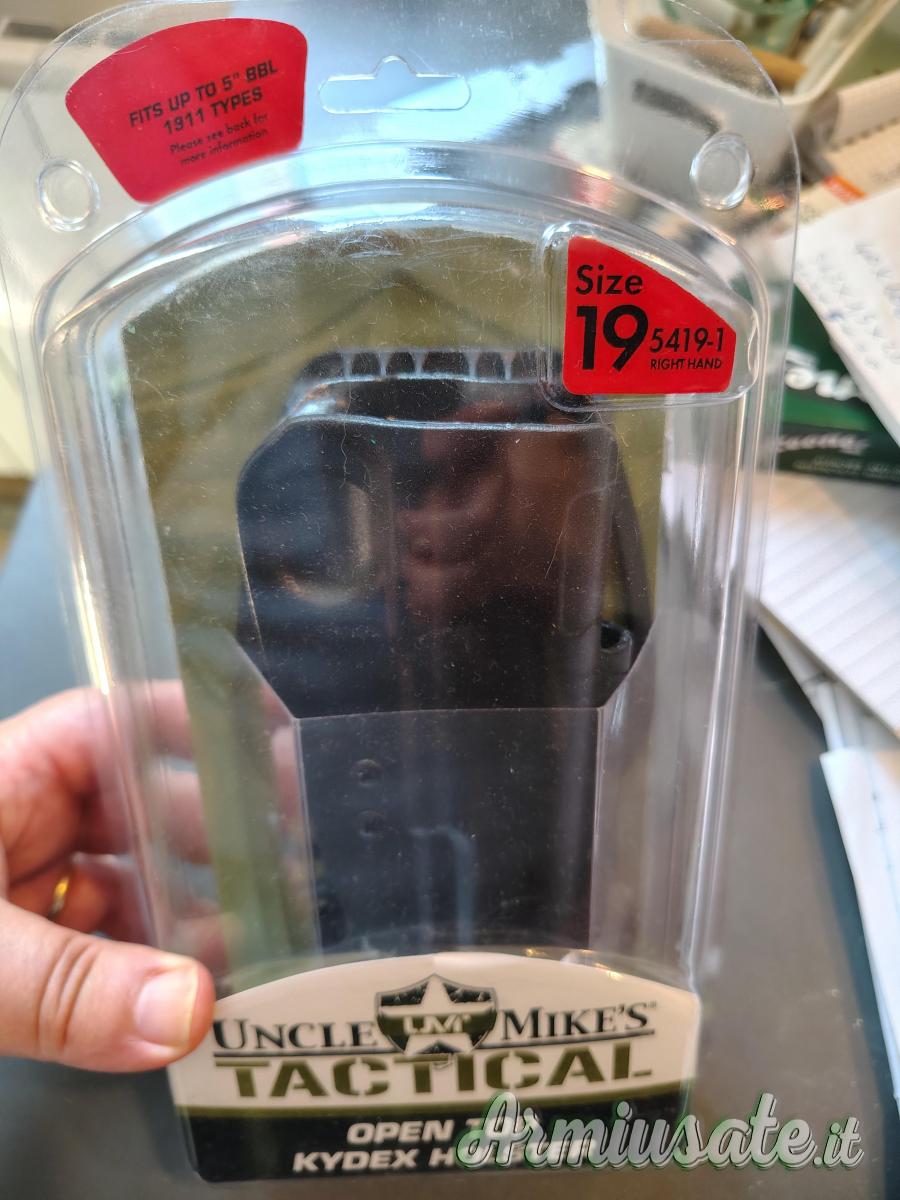 FITS UP TO 5" BBL
1911 TYPES
Please see back for
more information
Size
19 5419-1
RIGHT HAND
UNCLE UM MIKE'S®
TACTICAL
OPEN
KYDEX
Armiusate.it